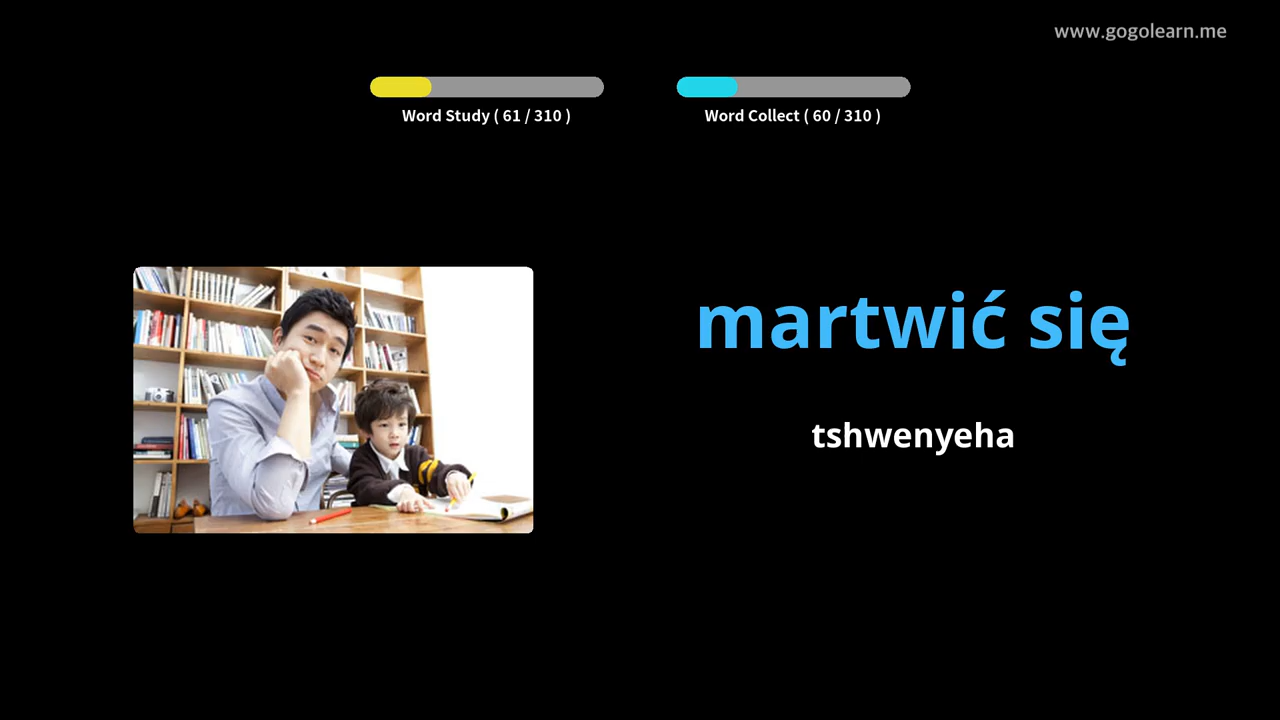 www.gogolearn.me
Word Study ( 61 / 310 )
Word Collect ( 60 / 310 )
martwić się
tshwenyeha